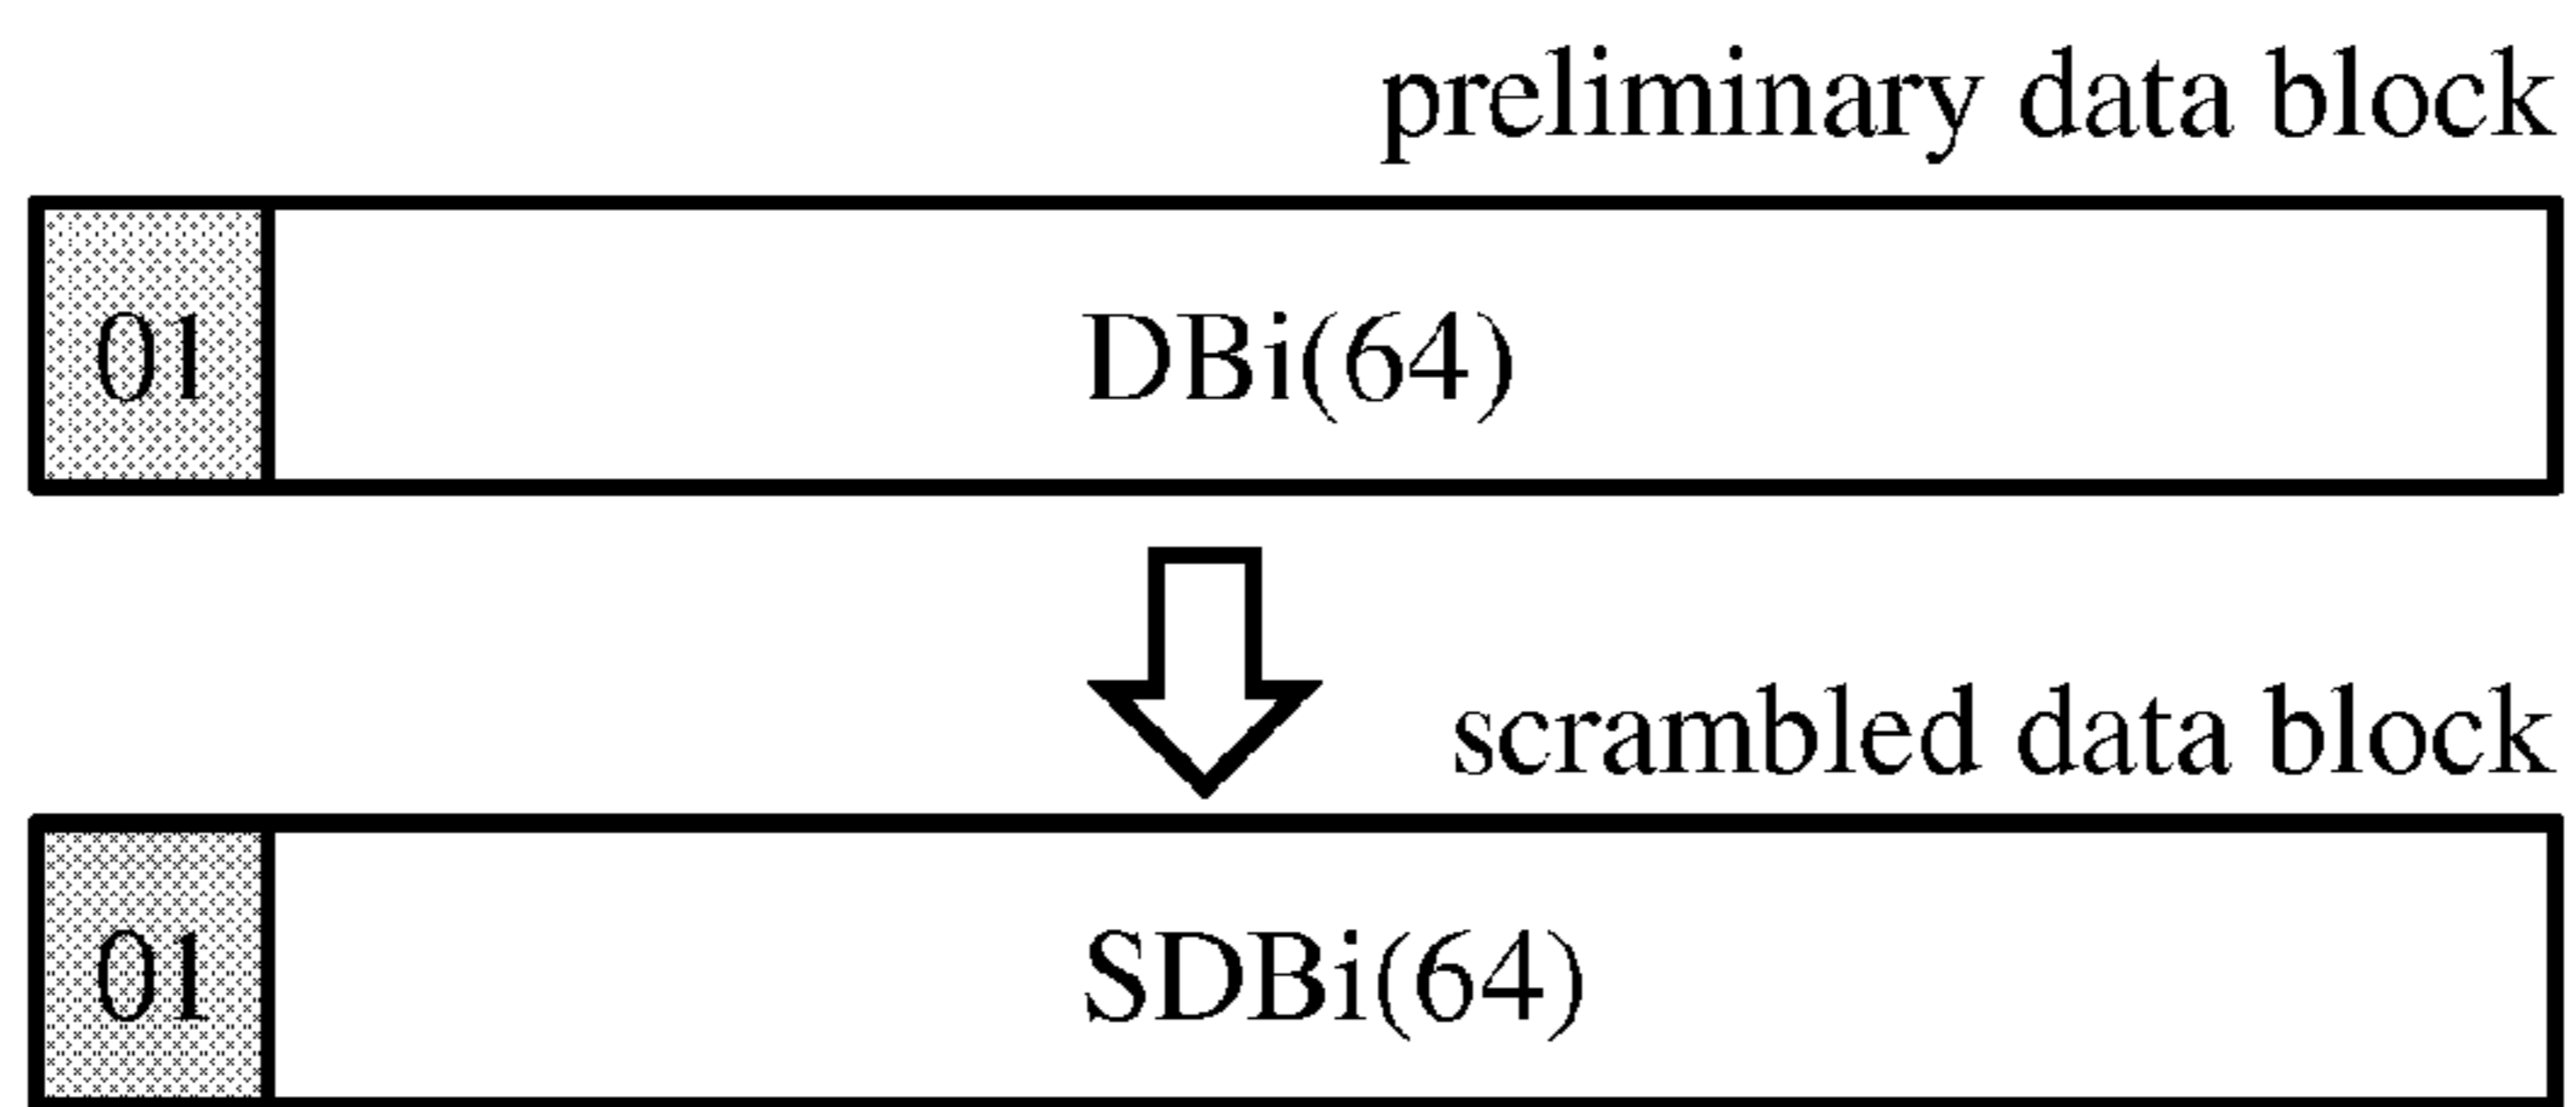 preliminary data block
01 DBi(64)
scrambled data block
01 SDBi(64)